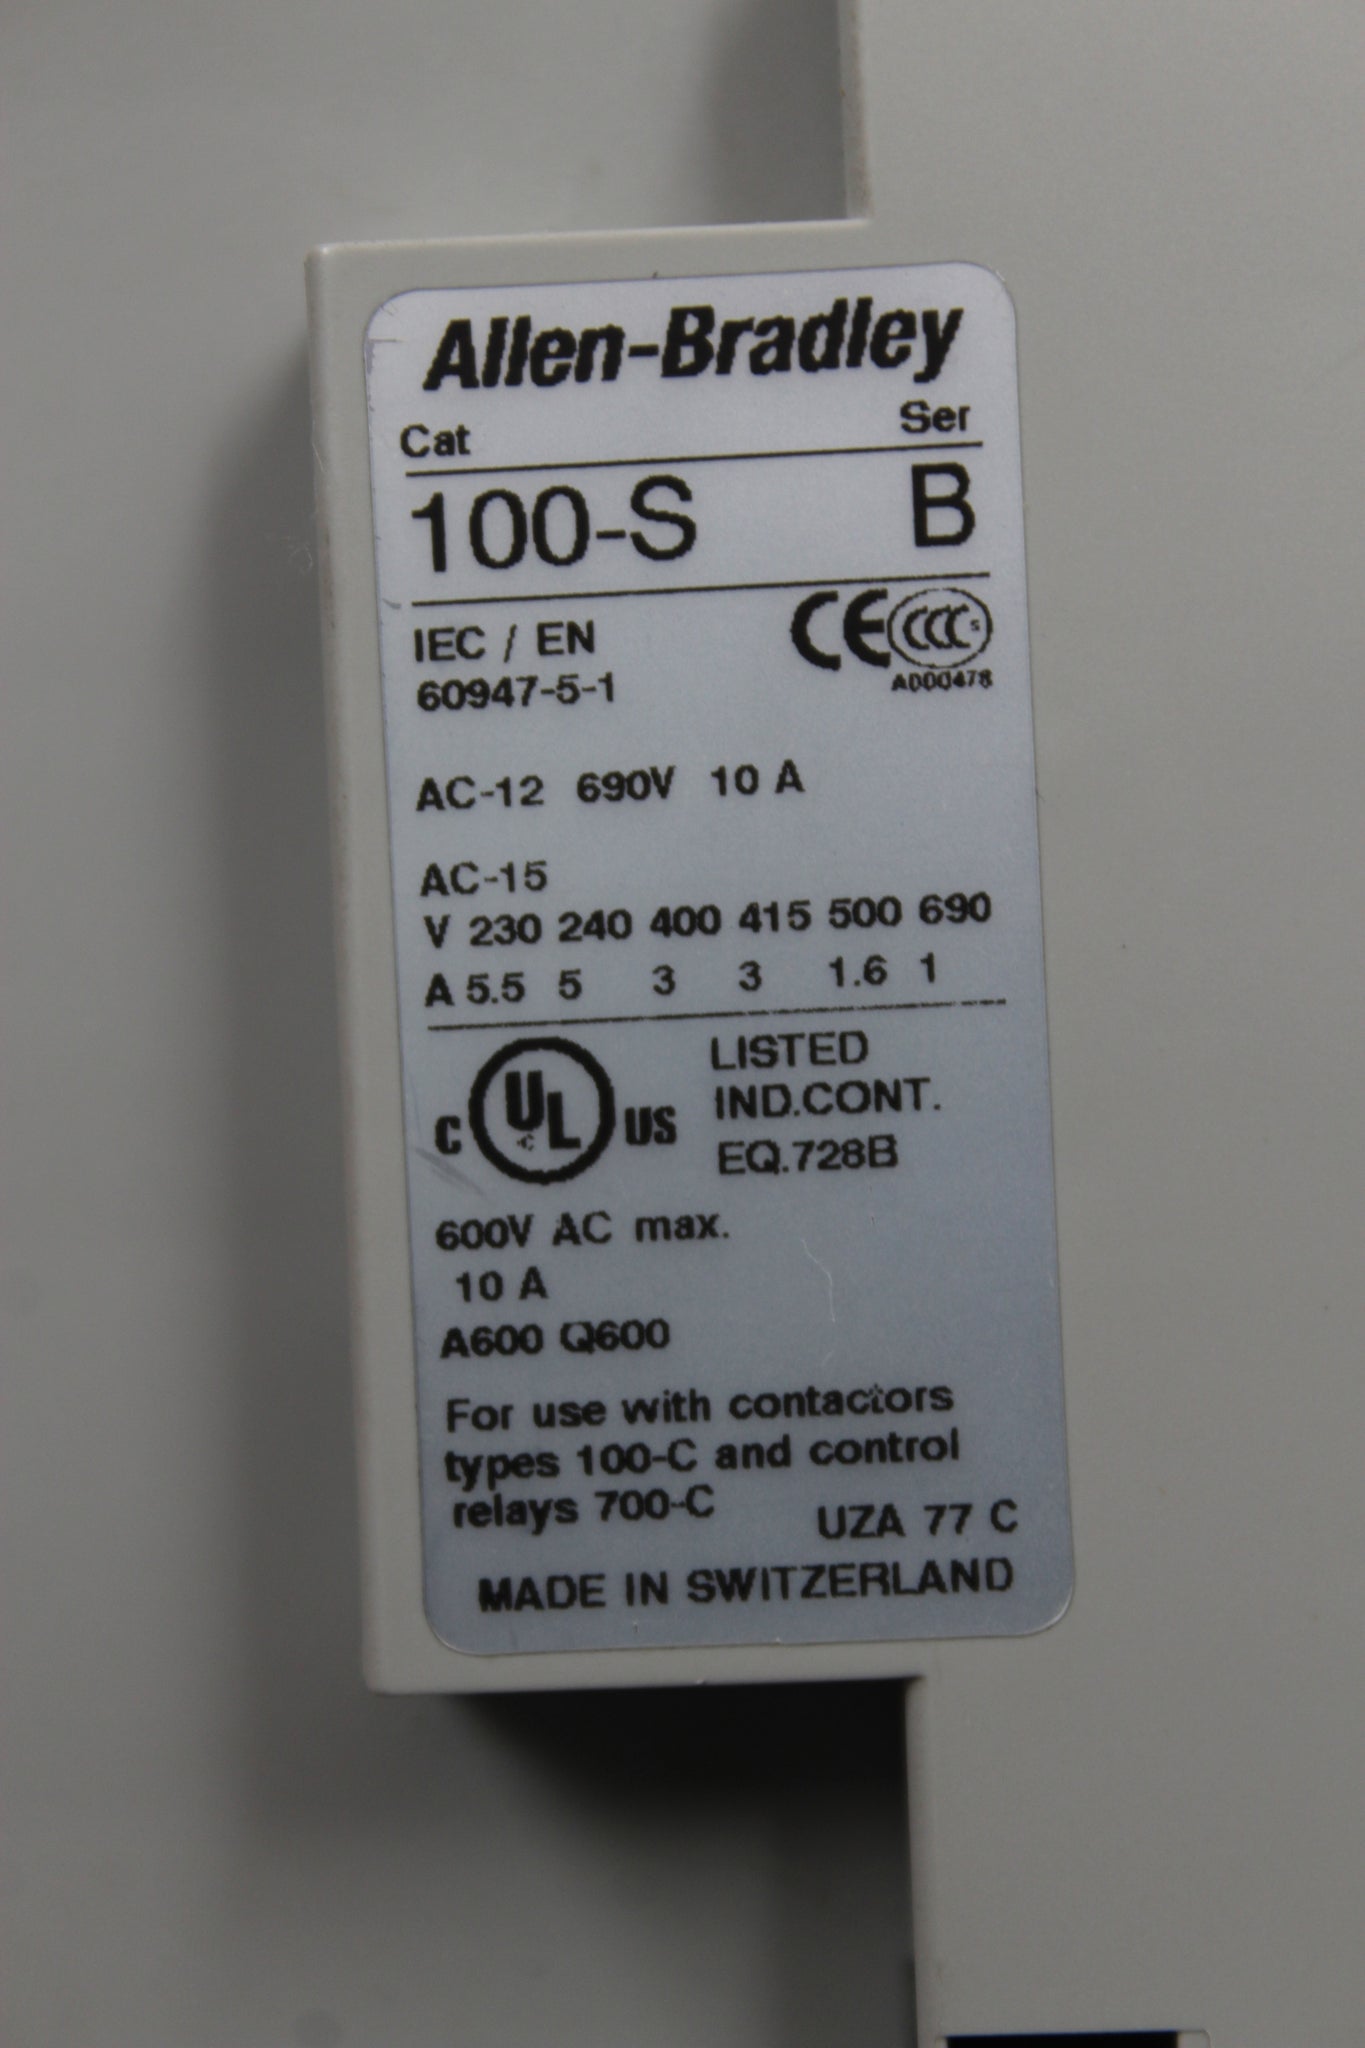 Allen-Bradley
Cat Ser
100-S B
IEC / EN CE CCC S
60947-5-1 A000478
AC-12 690V 10 A
AC-15
V 230 240 400 415 500 690
A 5.5 5 3 3 1.6 1
C UL US LISTED
IND.CONT.
EQ.728B
600V AC max.
10 A
A600 Q600
For use with contactors
types 100-C and control
relays 700-C
UZA 77 C
MADE IN SWITZERLAND